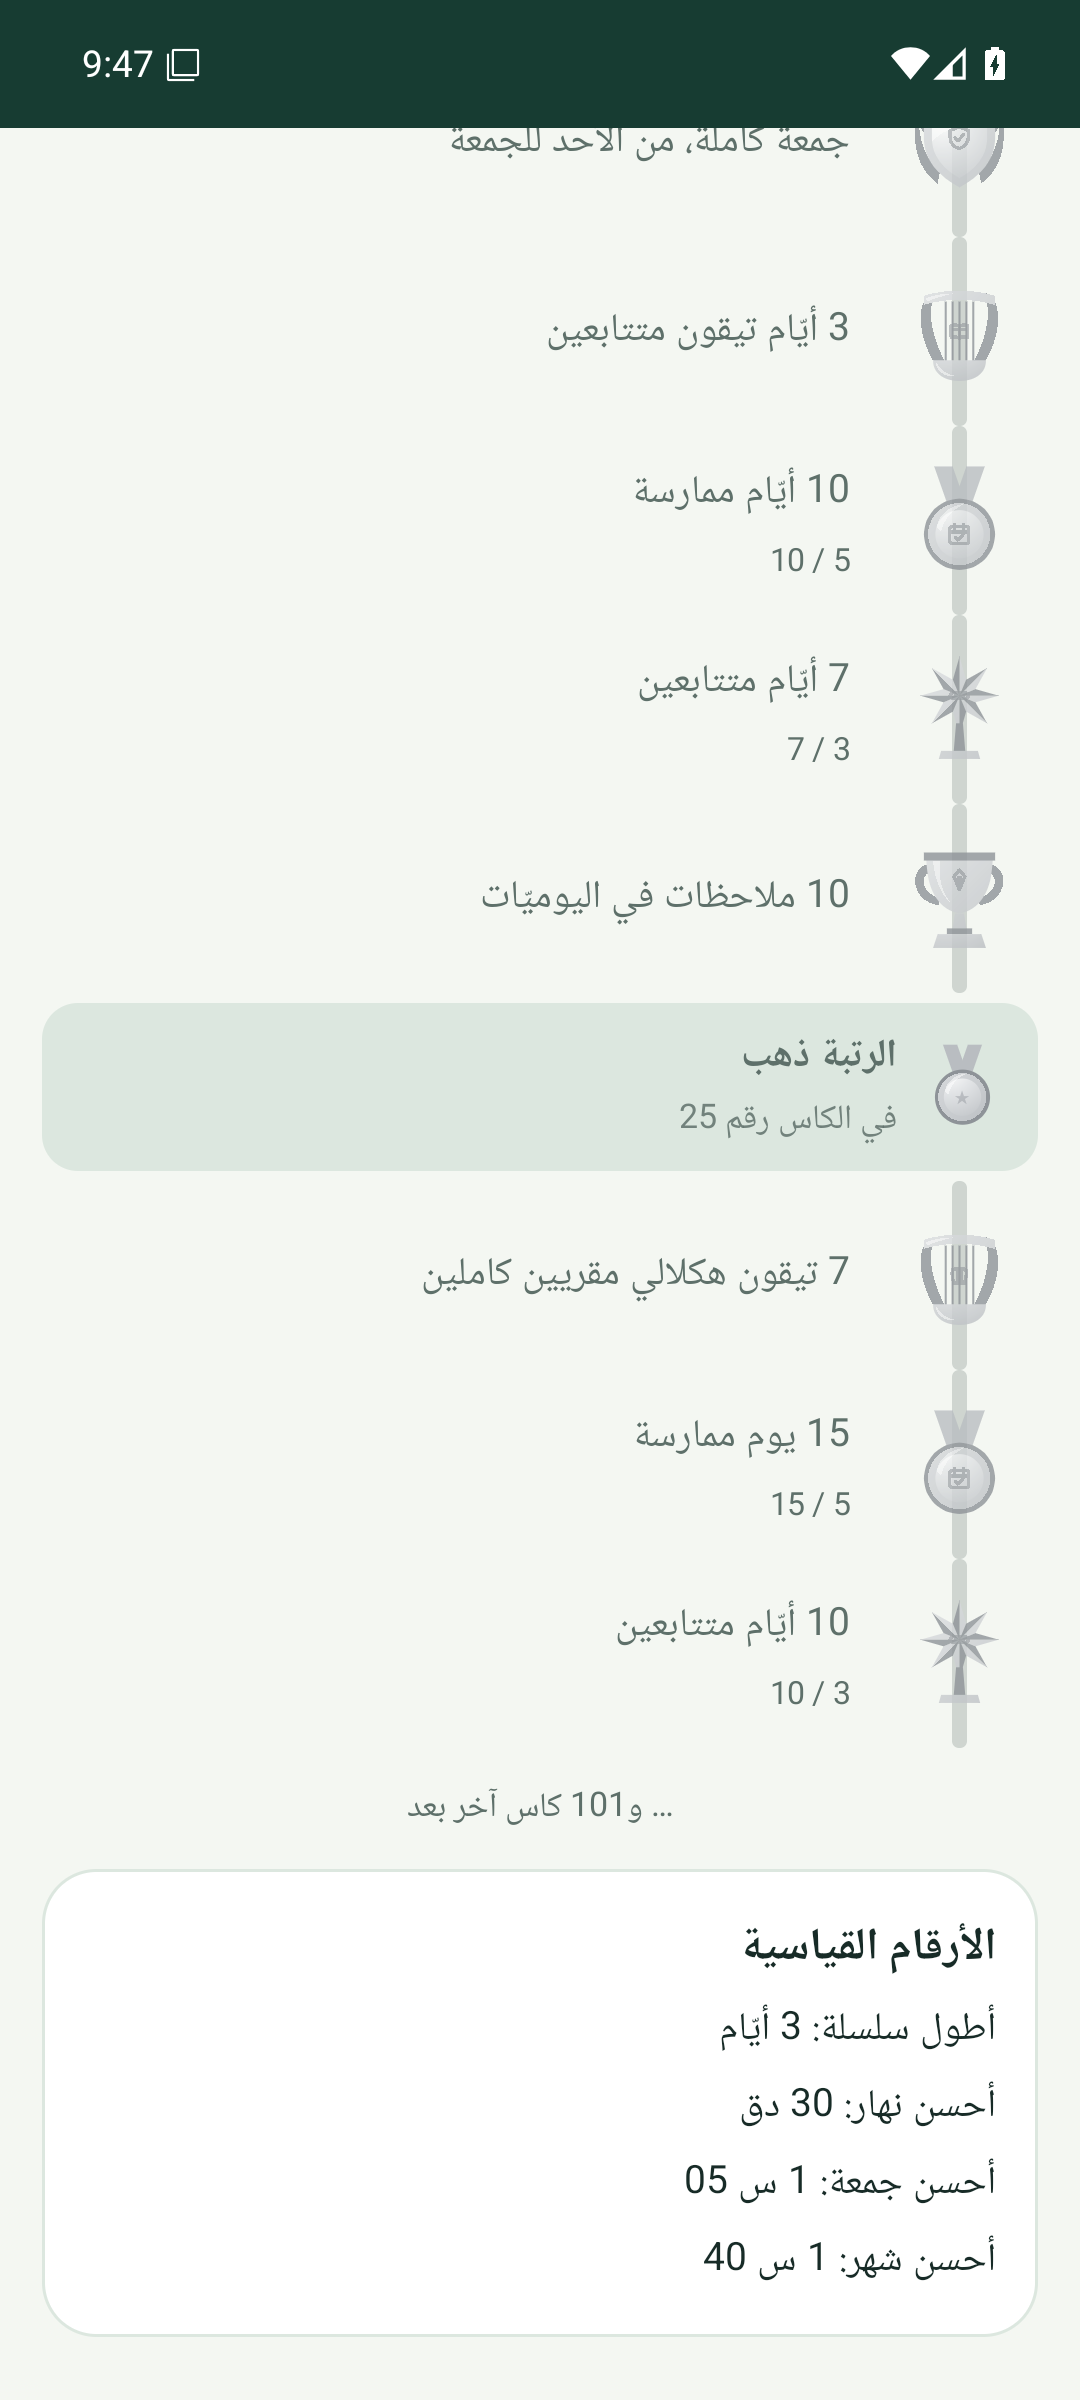 9:47
جمعة كاملة، من الأحد للجمعة
3 أيّام تيقون متتابعين
10 أيّام ممارسة
5 / 10
7 أيّام متتابعين
3 / 7
10 ملاحظات في اليوميّات
الرتبة ذهب
في الكاس رقم 25
7 تيقون هكلالي مقريين كاملين
15 يوم ممارسة
5 / 15
10 أيّام متتابعين
3 / 10
... و101 كاس آخر بعد
الأرقام القياسية
أطول سلسلة: 3 أيّام
أحسن نهار: 30 دق
أحسن جمعة: 1 س 05
أحسن شهر: 1 س 40